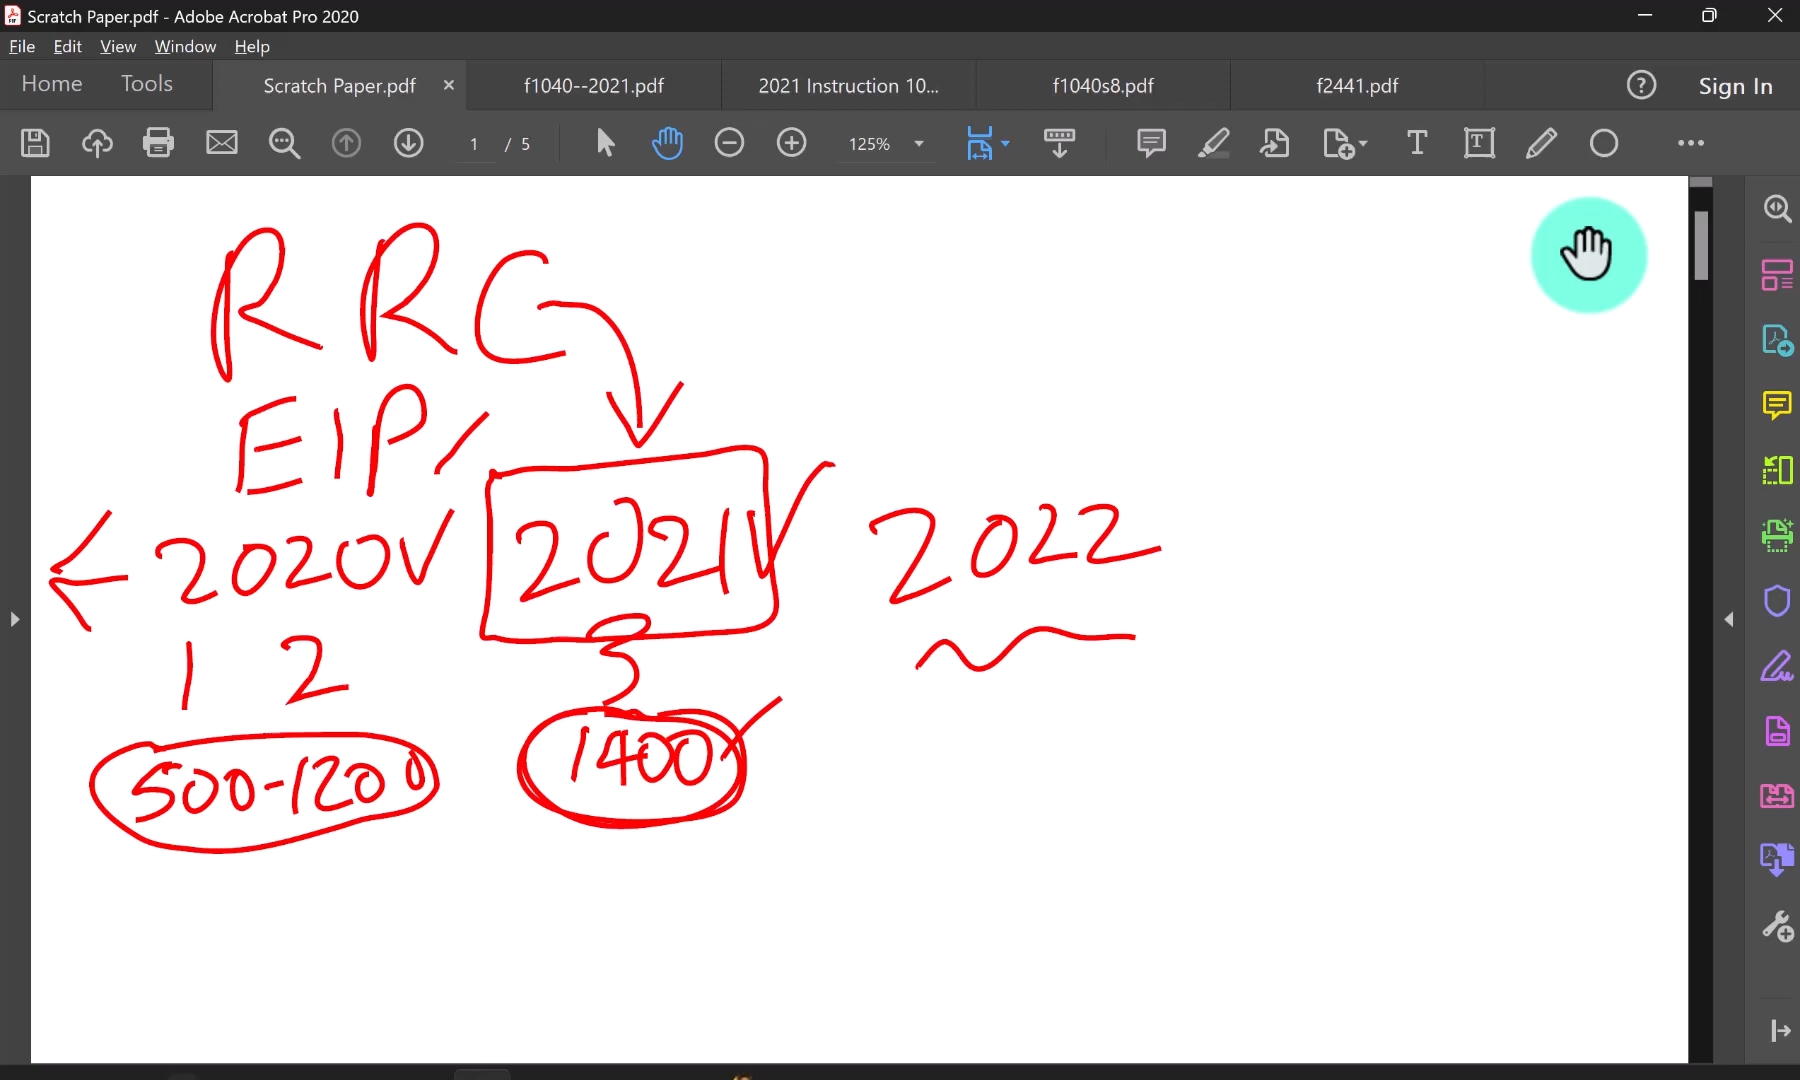 Scratch Paper.pdf - Adobe Acrobat Pro 2020
File Edit View Window Help
Home Tools Scratch Paper.pdf f1040--2021.pdf 2021 Instruction 10... f1040s8.pdf f2441.pdf Sign In
1 / 5 125%
RRC
EIP
2020 2021 2022
1 2 3
500-1200 1400